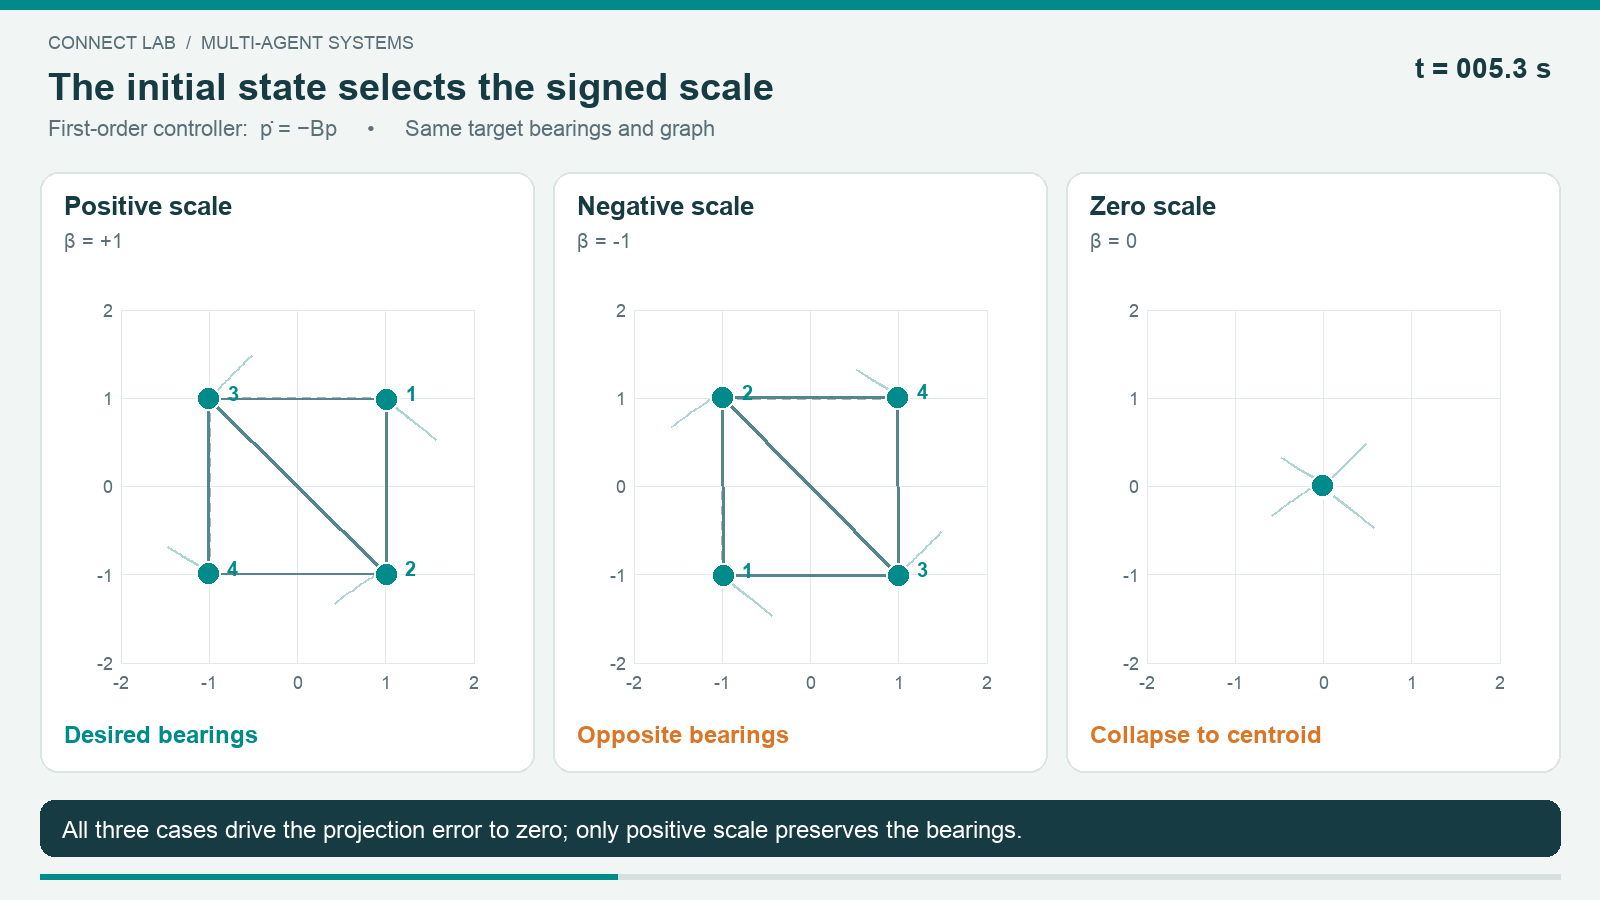 CONNECT LAB / MULTI-AGENT SYSTEMS
The initial state selects the signed scale
t = 005.3 s
First-order controller: ṗ = −Bp • Same target bearings and graph
Positive scale
β = +1
2
1
0
-1
-2
-2 -1 0 1 2
3
1
4
2
Desired bearings
Negative scale
β = -1
2
1
0
-1
-2
-2 -1 0 1 2
2
4
1
3
Opposite bearings
Zero scale
β = 0
2
1
0
-1
-2
-2 -1 0 1 2
Collapse to centroid
All three cases drive the projection error to zero; only positive scale preserves the bearings.